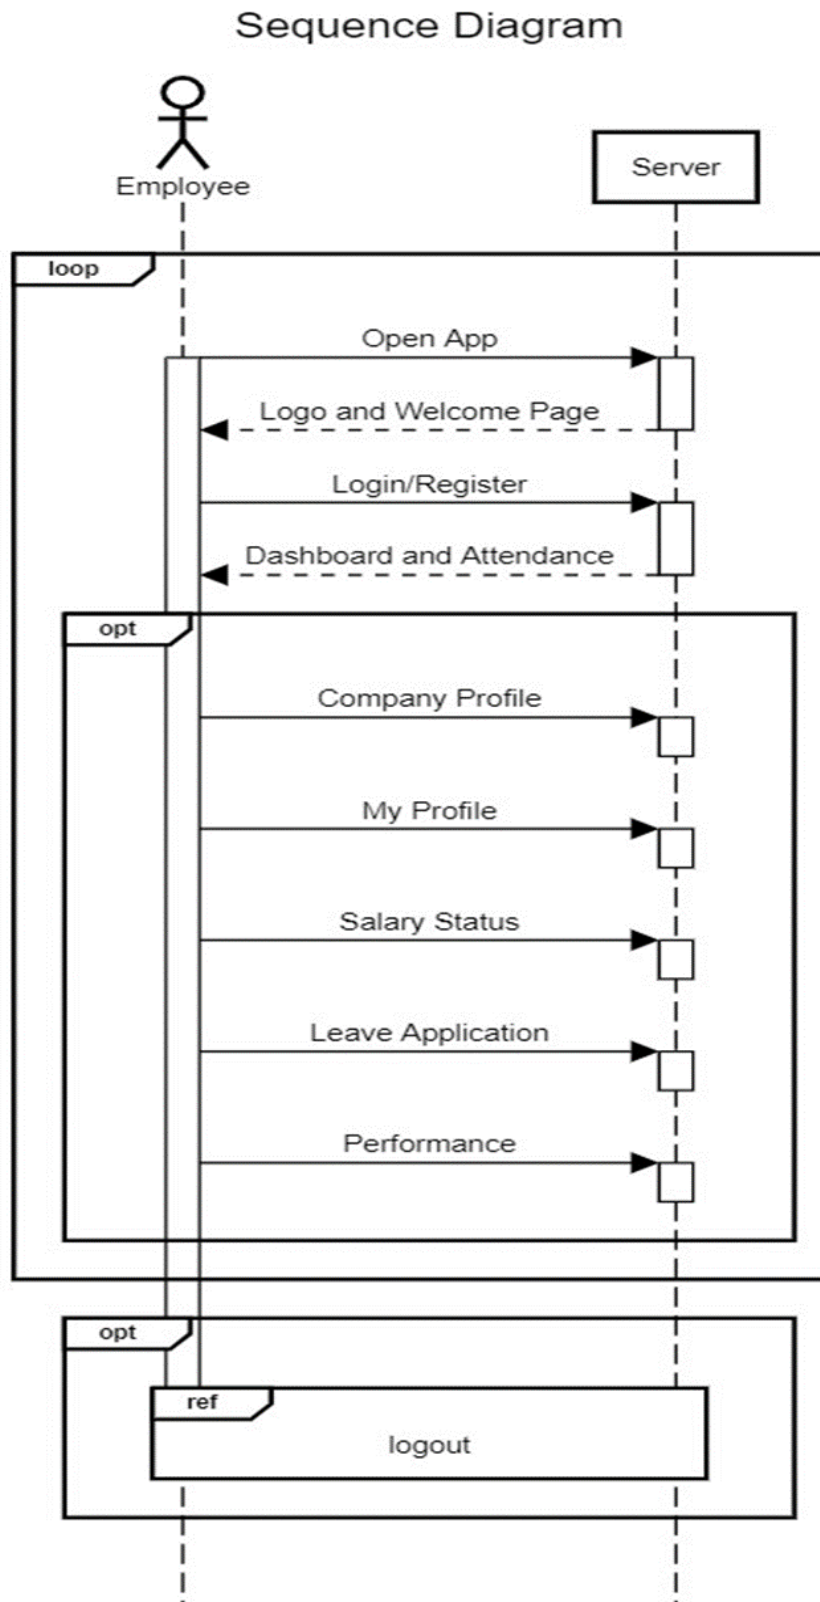 Sequence Diagram
Employee
Server
loop
Open App
Logo and Welcome Page
Login/Register
Dashboard and Attendance
opt
Company Profile
My Profile
Salary Status
Leave Application
Performance
opt
ref
logout